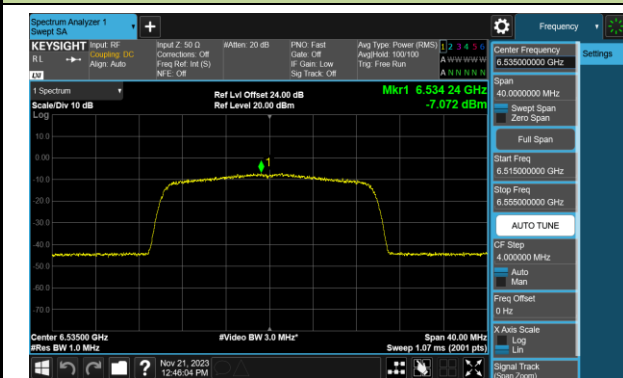 Spectrum Analyzer 1
Swept SA
Frequency
KEYSIGHT
RL
Input: RF
Coupling: DC
Align: Auto
Input Z: 50 Ω
Corrections: Off
Freq Ref: Int (S)
NFE: Off
#Atten: 20 dB
PNO: Fast
Gate: Off
IF Gain: Low
Sig Track: Off
Avg Type: Power (RMS)
Avg|Hold: 100/100
Trig: Free Run
1 2 3 4 5 6
A W W W W W
A N N N N N
1 Spectrum
Scale/Div 10 dB
Log
Ref Lvl Offset 24.00 dB
Ref Level 20.00 dBm
Mkr1 6.534 24 GHz
-7.072 dBm
10.0
0.00
-10.0
-20.0
-30.0
-40.0
-50.0
-60.0
-70.0
1
Center 6.53500 GHz
#Res BW 1.0 MHz
#Video BW 3.0 MHz*
Span 40.00 MHz
Sweep 1.07 ms (2001 pts)
Nov 21, 2023
12:46:04 PM
Center Frequency
6.535000000 GHz
Span
40.0000000 MHz
Swept Span
Zero Span
Full Span
Start Freq
6.515000000 GHz
Stop Freq
6.555000000 GHz
AUTO TUNE
CF Step
4.000000 MHz
Auto
Man
Freq Offset
0 Hz
X Axis Scale
Log
Lin
Signal Track
(Span Zoom)
Settings